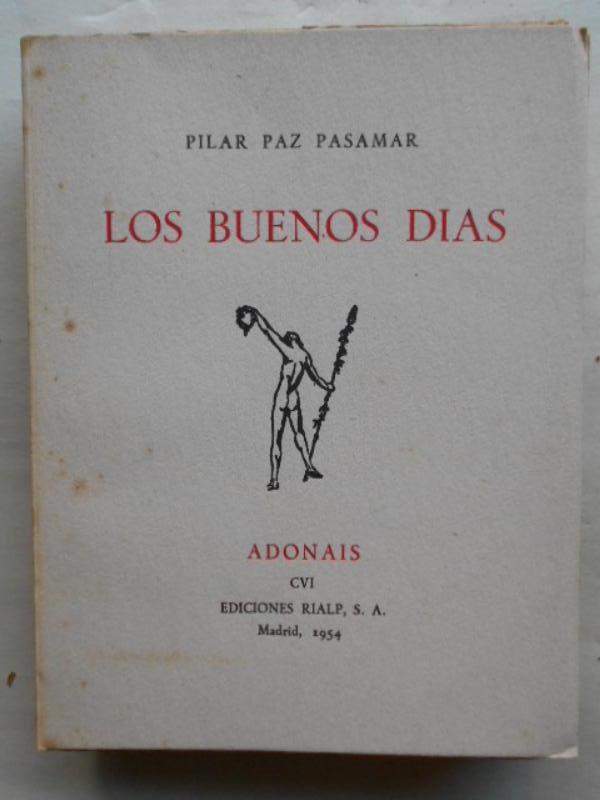 PILAR PAZ PASAMAR
LOS BUENOS DIAS
ADONAIS
CVI
EDICIONES RIALP, S. A.
Madrid, 1954